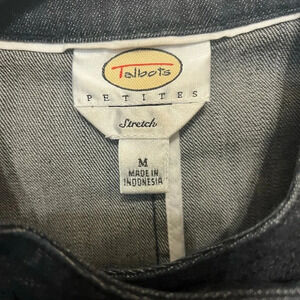 Talbots
PETITES
Stretch
M
MADE IN
INDONESIA